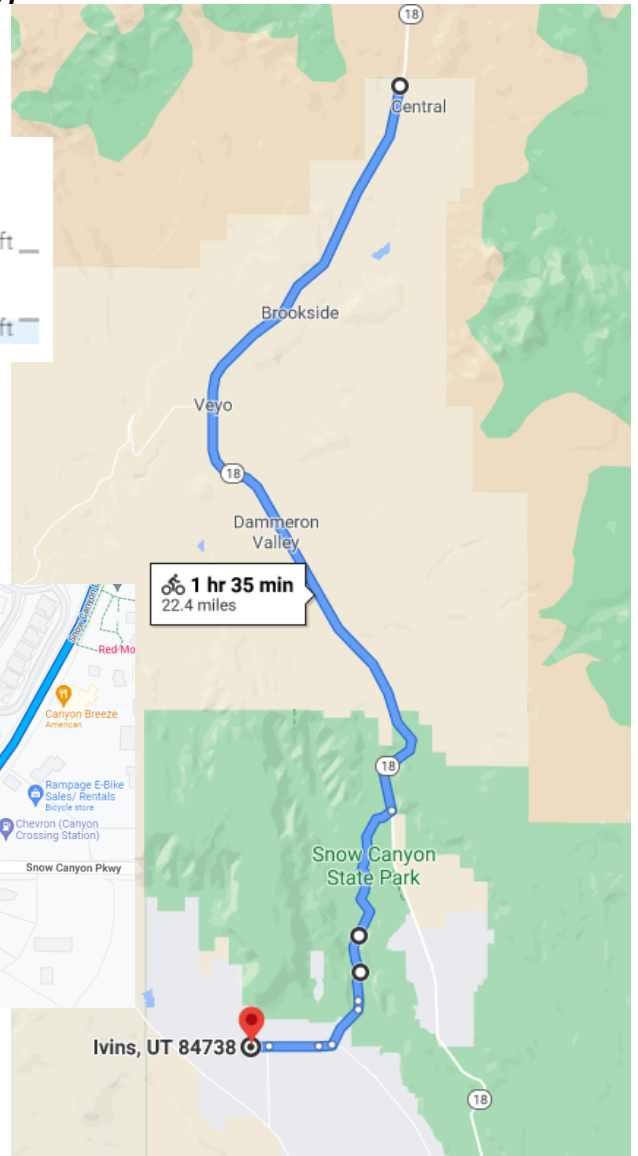 18
Central
ft
ft
Brookside
Veyo
18
Dammeron
Valley
1 hr 35 min
22.4 miles
Snow Canyon
Red Mo
Canyon Breeze
American
Rampage E-Bike
Sales/ Rentals
Bicycle store
Chevron (Canyon
Crossing Station)
Snow Canyon Pkwy
18
Snow Canyon
State Park
Ivins, UT 84738
18